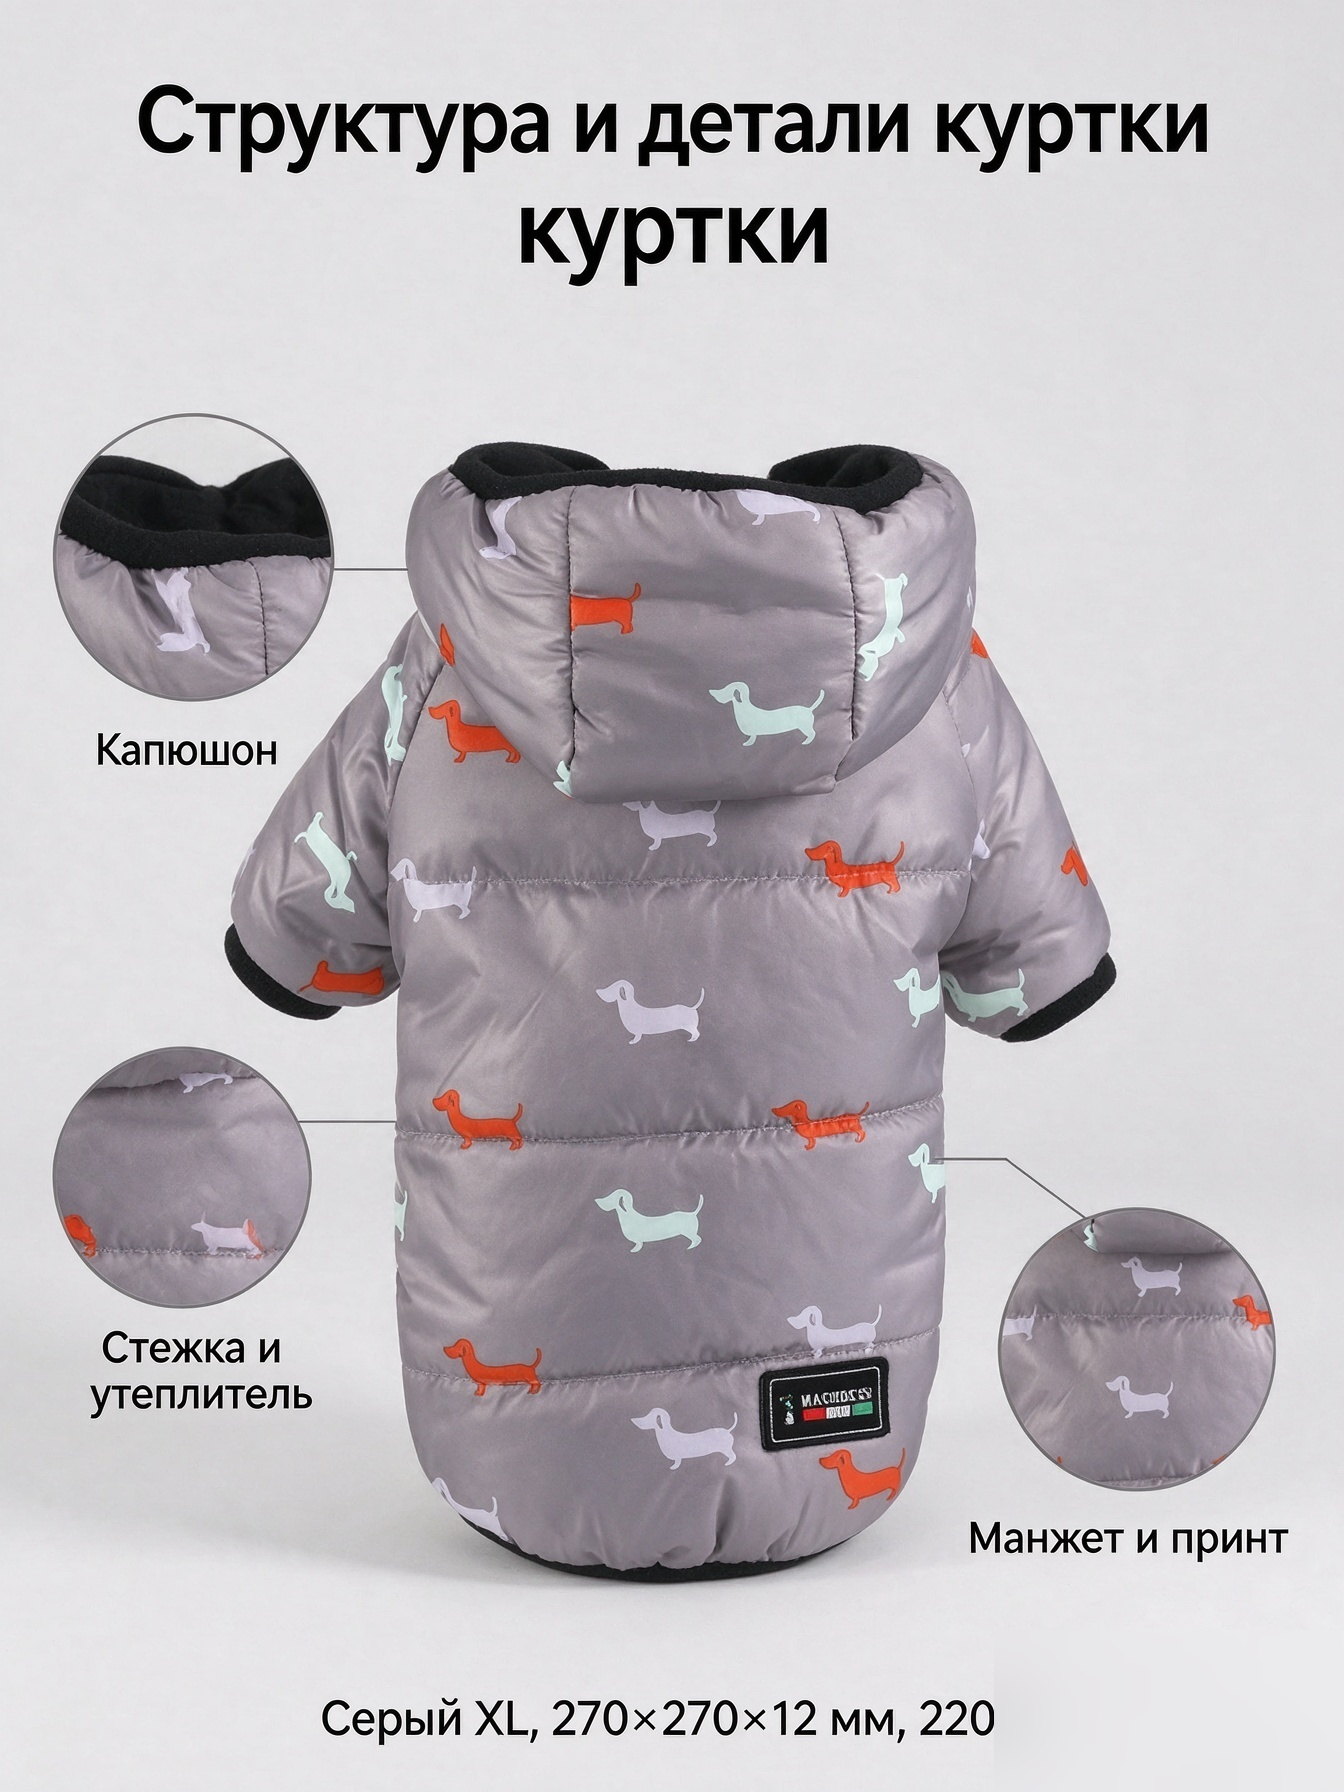 Структура и детали куртки
куртки
Капюшон
Стежка и
утеплитель
Манжет и принт
Серый XL, 270×270×12 мм, 220